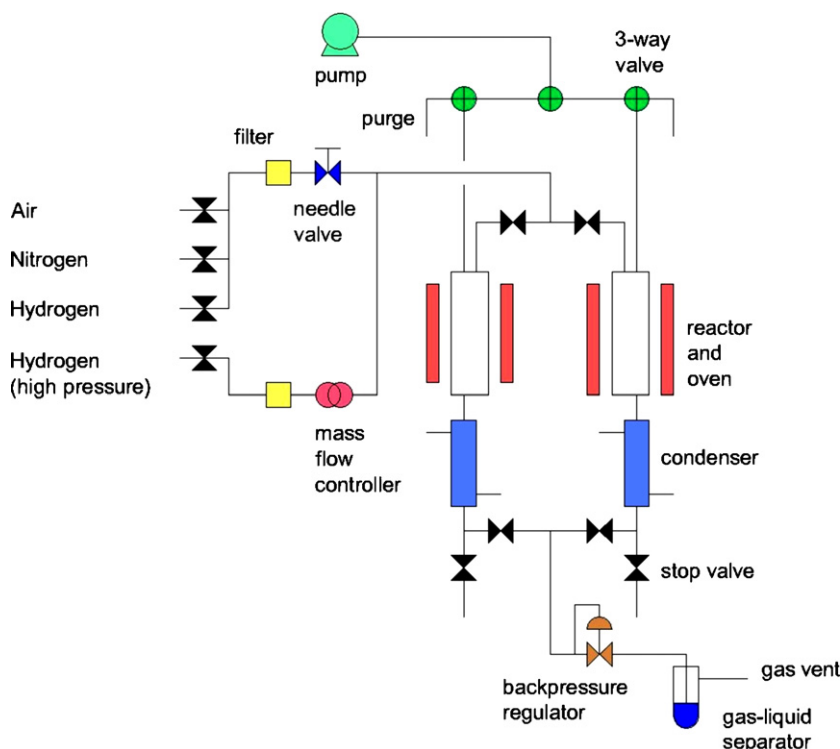 pump
3-way
valve
purge
filter
needle
valve
Air
Nitrogen
Hydrogen
Hydrogen
(high pressure)
mass
flow
controller
reactor
and
oven
condenser
stop valve
backpressure
regulator
gas vent
gas-liquid
separator